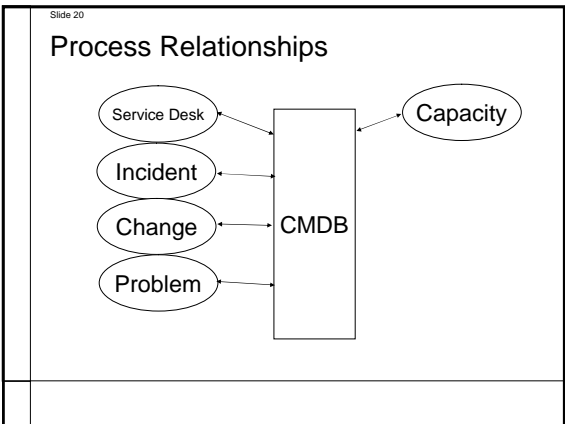 Slide 20
Process Relationships
Service Desk
Incident
Change
Problem
CMDB
Capacity